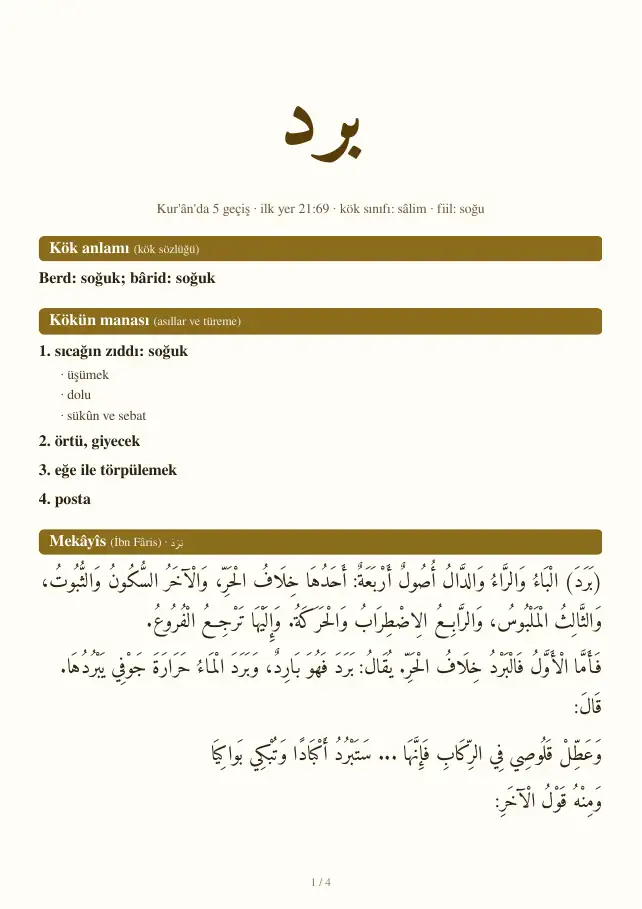 برد
Kur'ân'da 5 geçiş · ilk yer 21:69 · kök sınıfı: sâlim · fiil: soğu
Kök anlamı (kök sözlüğü)
Berd: soğuk; bârid: soğuk
Kökün manası (asıllar ve türeme)
1. sıcağın zıddı: soğuk
· üşümek
· dolu
· sükûn ve sebat
2. örtü, giyecek
3. eğe ile törpülemek
4. posta
Mekâyîs (İbn Fâris) · بَرَدَ
(بَرَدَ) الْبَاءُ وَالرَّاءُ وَالدَّالُ أُصُولٌ أَرْبَعَةٌ: أَحَدُهَا خِلَافُ الْحَرِّ، وَالْآخَرُ السُّكُونُ وَالثُّبُوتُ،
وَالثَّالِثُ الْمَلْبُوسُ، وَالرَّابِعُ الِاضْطِرَابُ وَالْحَرَكَةُ. وَإِلَيْهَا تَرْجِعُ الْفُرُوعُ.
فَأَمَّا الْأَوَّلُ فَالْبَرْدُ خِلَافُ الْحَرِّ. يُقَالُ: بَرَدَ فَهُوَ بَارِدٌ، وَبَرَدَ الْمَاءُ حَرَارَةَ جَوْفِي يَبْرُدُهَا.
قَالَ:
وَعَطِّلْ قَلُوصِي فِي الرِّكَابِ فَإِنَّهَا ... سَتَبْرُدُ أَكْبَادًا وَتُبْكِي بَوَاكِيَا
وَمِنْهُ قَوْلُ الْآخَرِ:
1 / 4